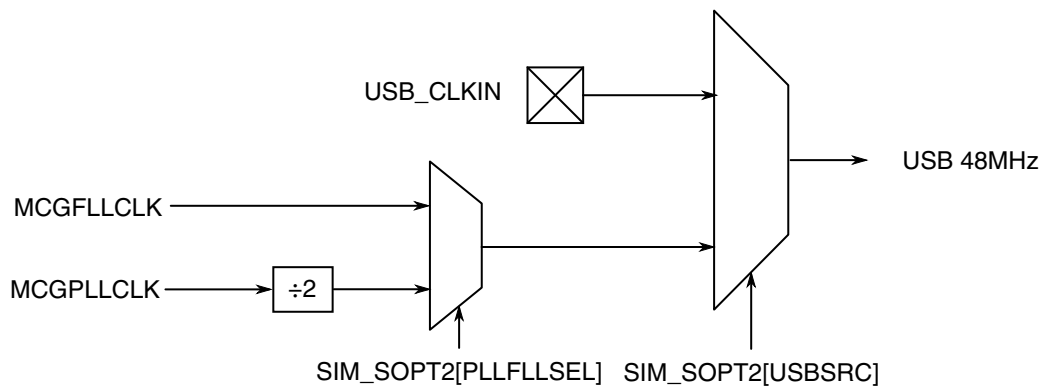 USB_CLKIN
USB 48MHz
MCGFLLCLK
MCGPLLCLK
÷2
SIM_SOPT2[PLLFLLSEL]
SIM_SOPT2[USBSRC]